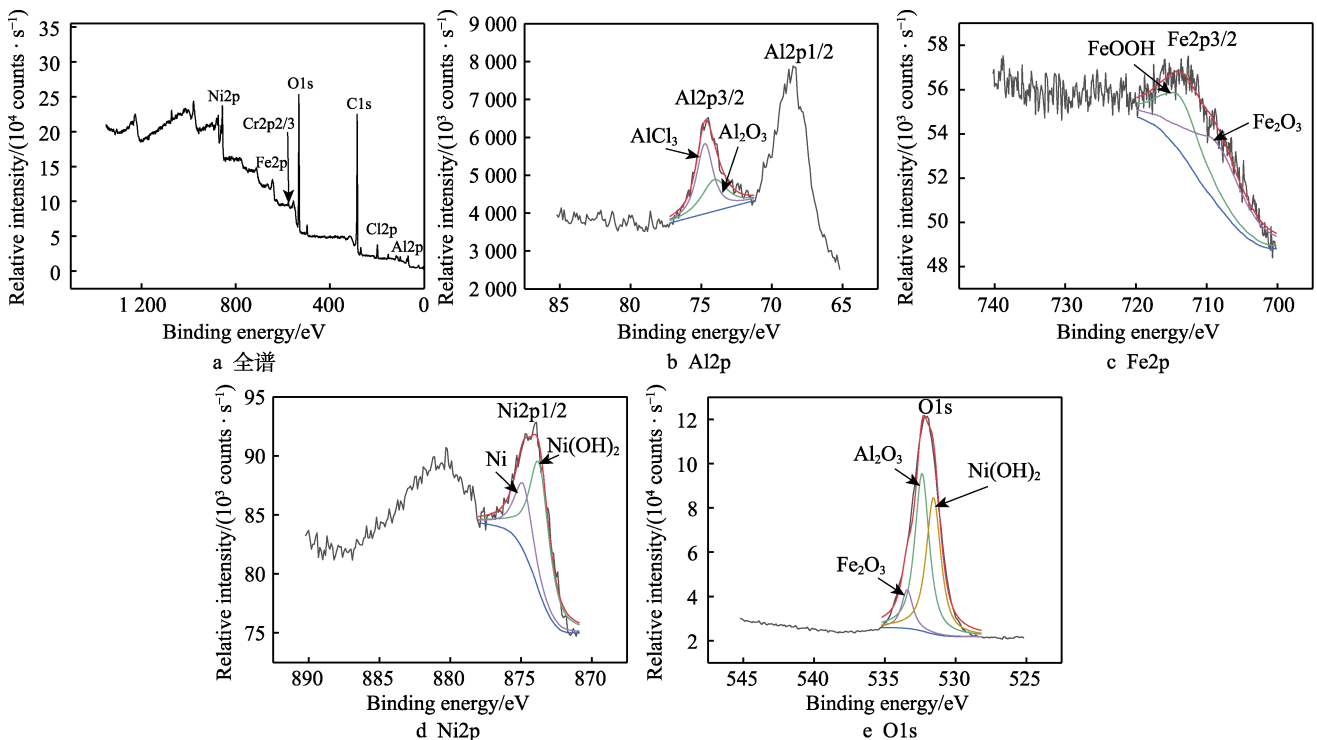 Relative intensity/(10⁴ counts · s⁻¹)
35
30
25
20
15
10
5
0
Ni2p
Cr2p2/3
Fe2p
O1s
C1s
Cl2p
Al2p
1 200
800
400
0
Binding energy/eV
a 全谱
Relative intensity/(10³ counts · s⁻¹)
9 000
8 000
7 000
6 000
5 000
4 000
3 000
2 000
Al2p1/2
Al2p3/2
AlCl₃
Al₂O₃
85
80
75
70
65
Binding energy/eV
b Al2p
Relative intensity/(10³ counts · s⁻¹)
58
56
54
52
50
48
FeOOH
Fe2p3/2
Fe₂O₃
740
730
720
710
700
Binding energy/eV
c Fe2p
Relative intensity/(10³ counts · s⁻¹)
95
90
85
80
75
Ni2p1/2
Ni
Ni(OH)₂
890
885
880
875
870
Binding energy/eV
d Ni2p
Relative intensity/(10⁴ counts · s⁻¹)
12
10
8
6
4
2
O1s
Al₂O₃
Ni(OH)₂
Fe₂O₃
545
540
535
530
525
Binding energy/eV
e O1s